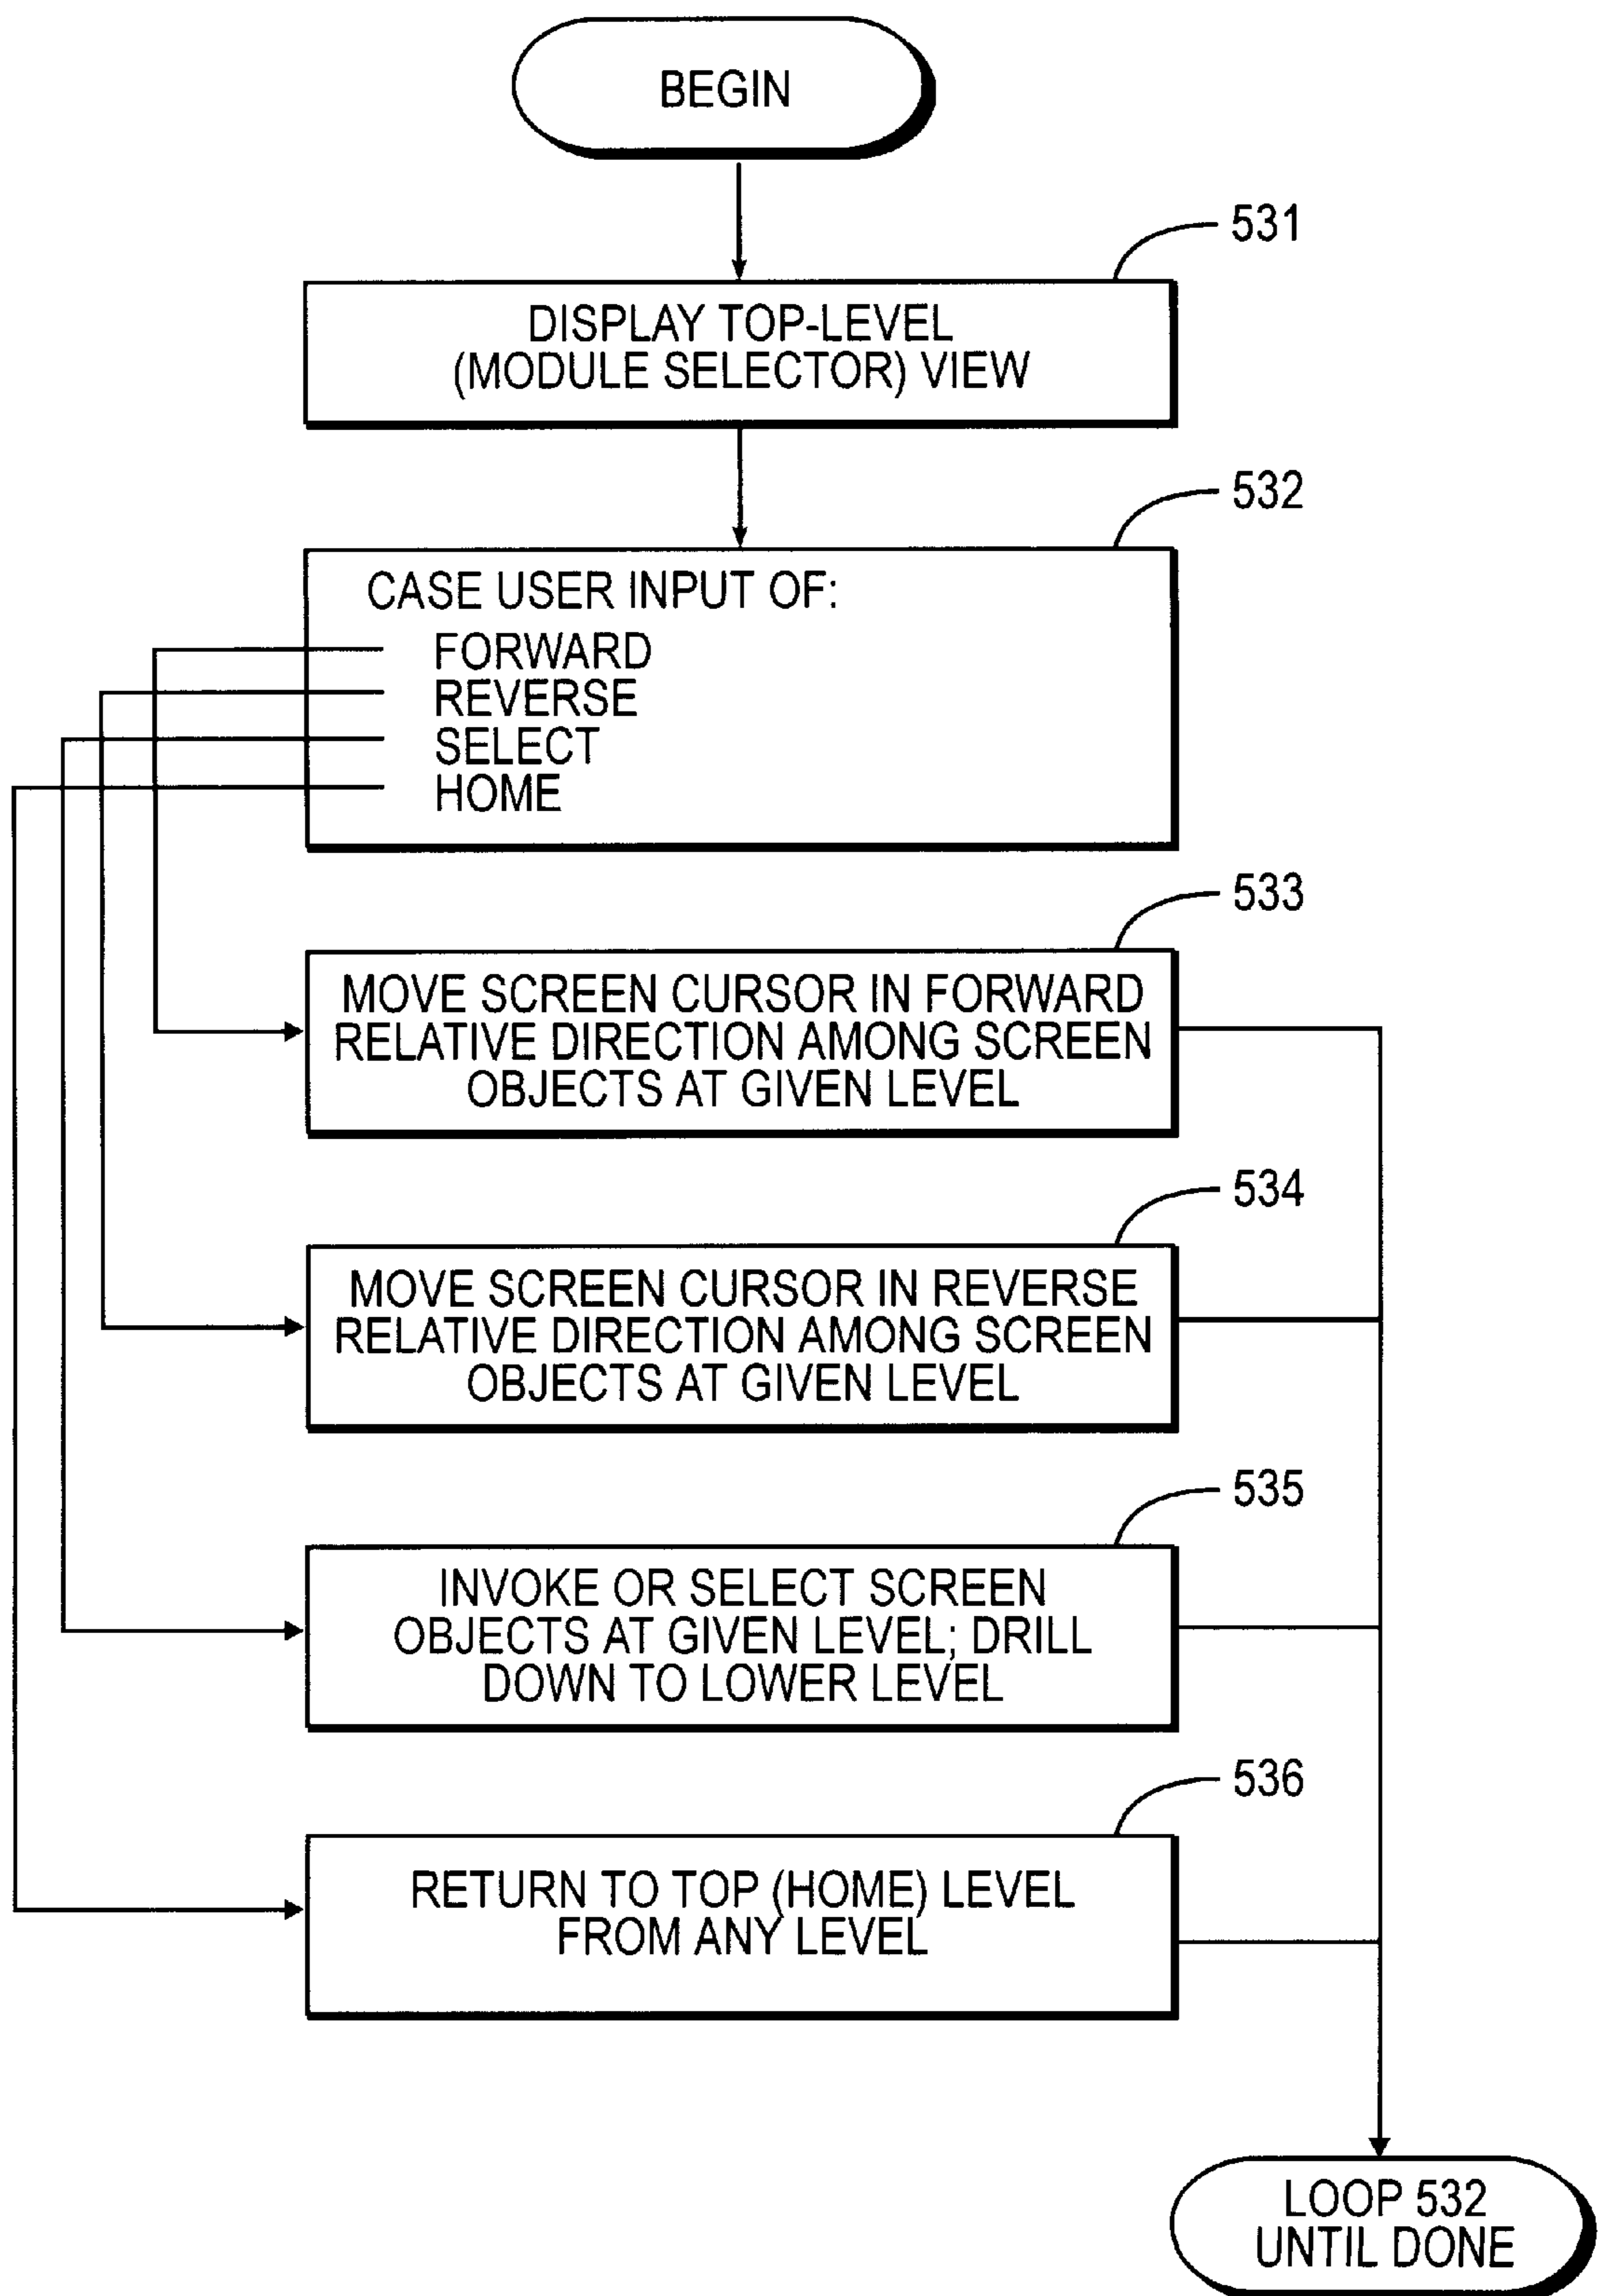 BEGIN
531
DISPLAY TOP-LEVEL
(MODULE SELECTOR) VIEW
532
CASE USER INPUT OF:
FORWARD
REVERSE
SELECT
HOME
533
MOVE SCREEN CURSOR IN FORWARD
RELATIVE DIRECTION AMONG SCREEN
OBJECTS AT GIVEN LEVEL
534
MOVE SCREEN CURSOR IN REVERSE
RELATIVE DIRECTION AMONG SCREEN
OBJECTS AT GIVEN LEVEL
535
INVOKE OR SELECT SCREEN
OBJECTS AT GIVEN LEVEL; DRILL
DOWN TO LOWER LEVEL
536
RETURN TO TOP (HOME) LEVEL
FROM ANY LEVEL
LOOP 532
UNTIL DONE